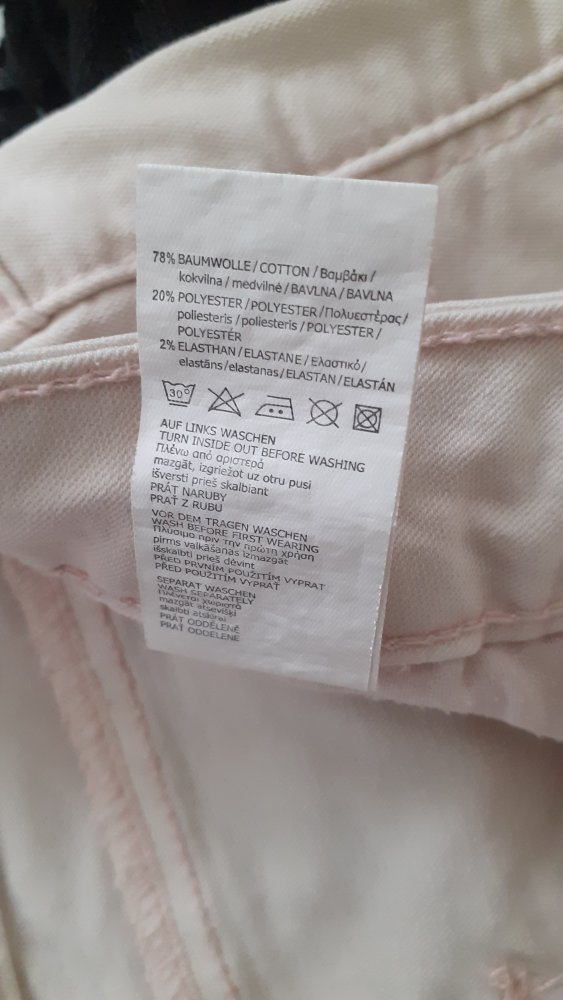 78% BAUMWOLLE / COTTON / Βαμβάκι /
kokvilna / medvilnė / BAVLNA / BAVLNA
20% POLYESTER / POLYESTER / Πολυεστέρας /
poliesteris / poliesteris / POLYESTER /
POLYESTÉR
2% ELASTHAN / ELASTANE / Ελαστικό /
elastāns / elastanas / ELASTAN / ELASTÁN
30°
AUF LINKS WASCHEN
TURN INSIDE OUT BEFORE WASHING
Πλένω από αριστερά
mazgāt, izgriežot uz otru pusi
išversti prieš skalbiant
PRÁT NARUBY
PRAŤ Z RUBU
VOR DEM TRAGEN WASCHEN
WASH BEFORE FIRST WEARING
Πλύσιμο πριν την πρώτη χρήση
pirms valkāšanas izmazgāt
išskalbti prieš dėvint
PŘED PRVNÍM POUŽITÍM VYPRAT
PŘED POUŽITÍM VYPRAŤ
SEPARAT WASCHEN
WASH SEPARATELY
Πλένεται χωριστά
mazgāt atsevišķi
skalbti atskirai
PRÁT ODDĚLENĚ
PRAŤ ODDELENE